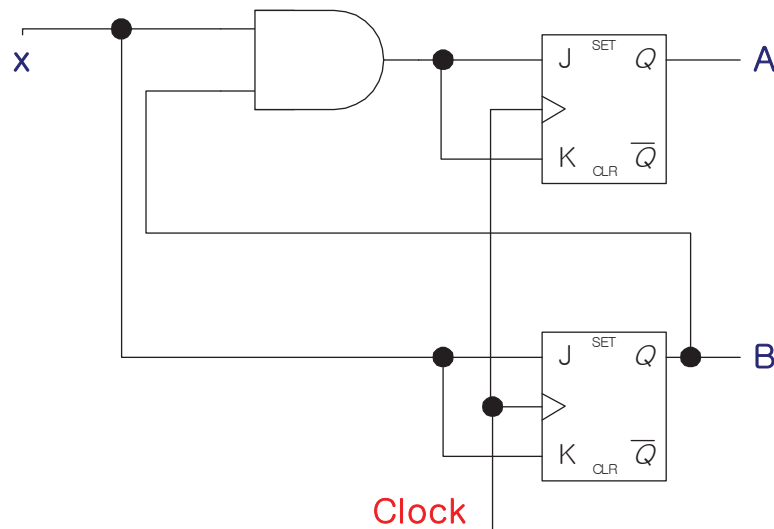 x
J SET Q A
K CLR Q̅
J SET Q B
K CLR Q̅
Clock